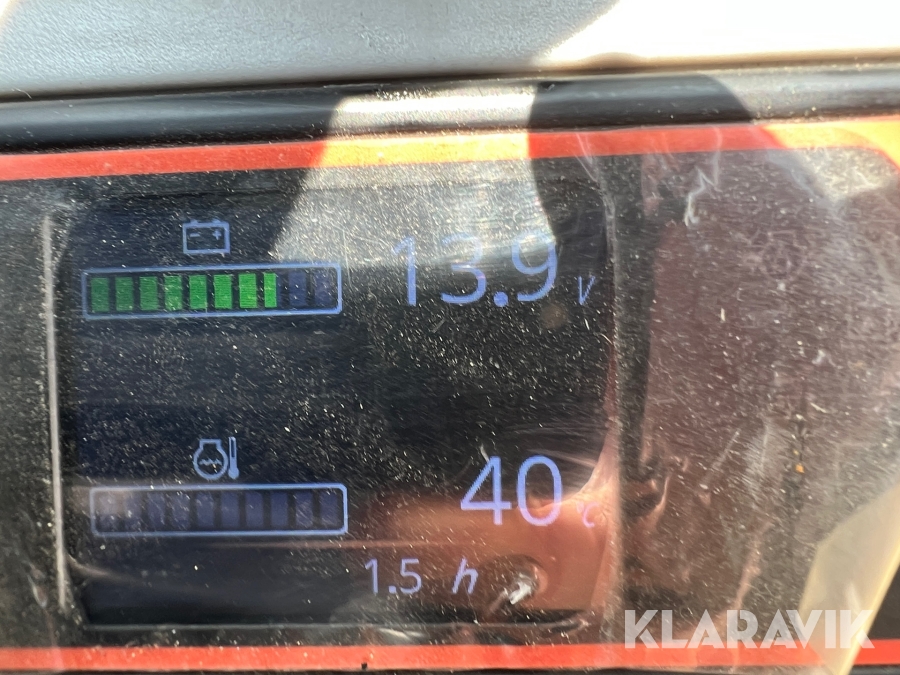 13.9 V
40 °C
1.5 h
KLARAVIK